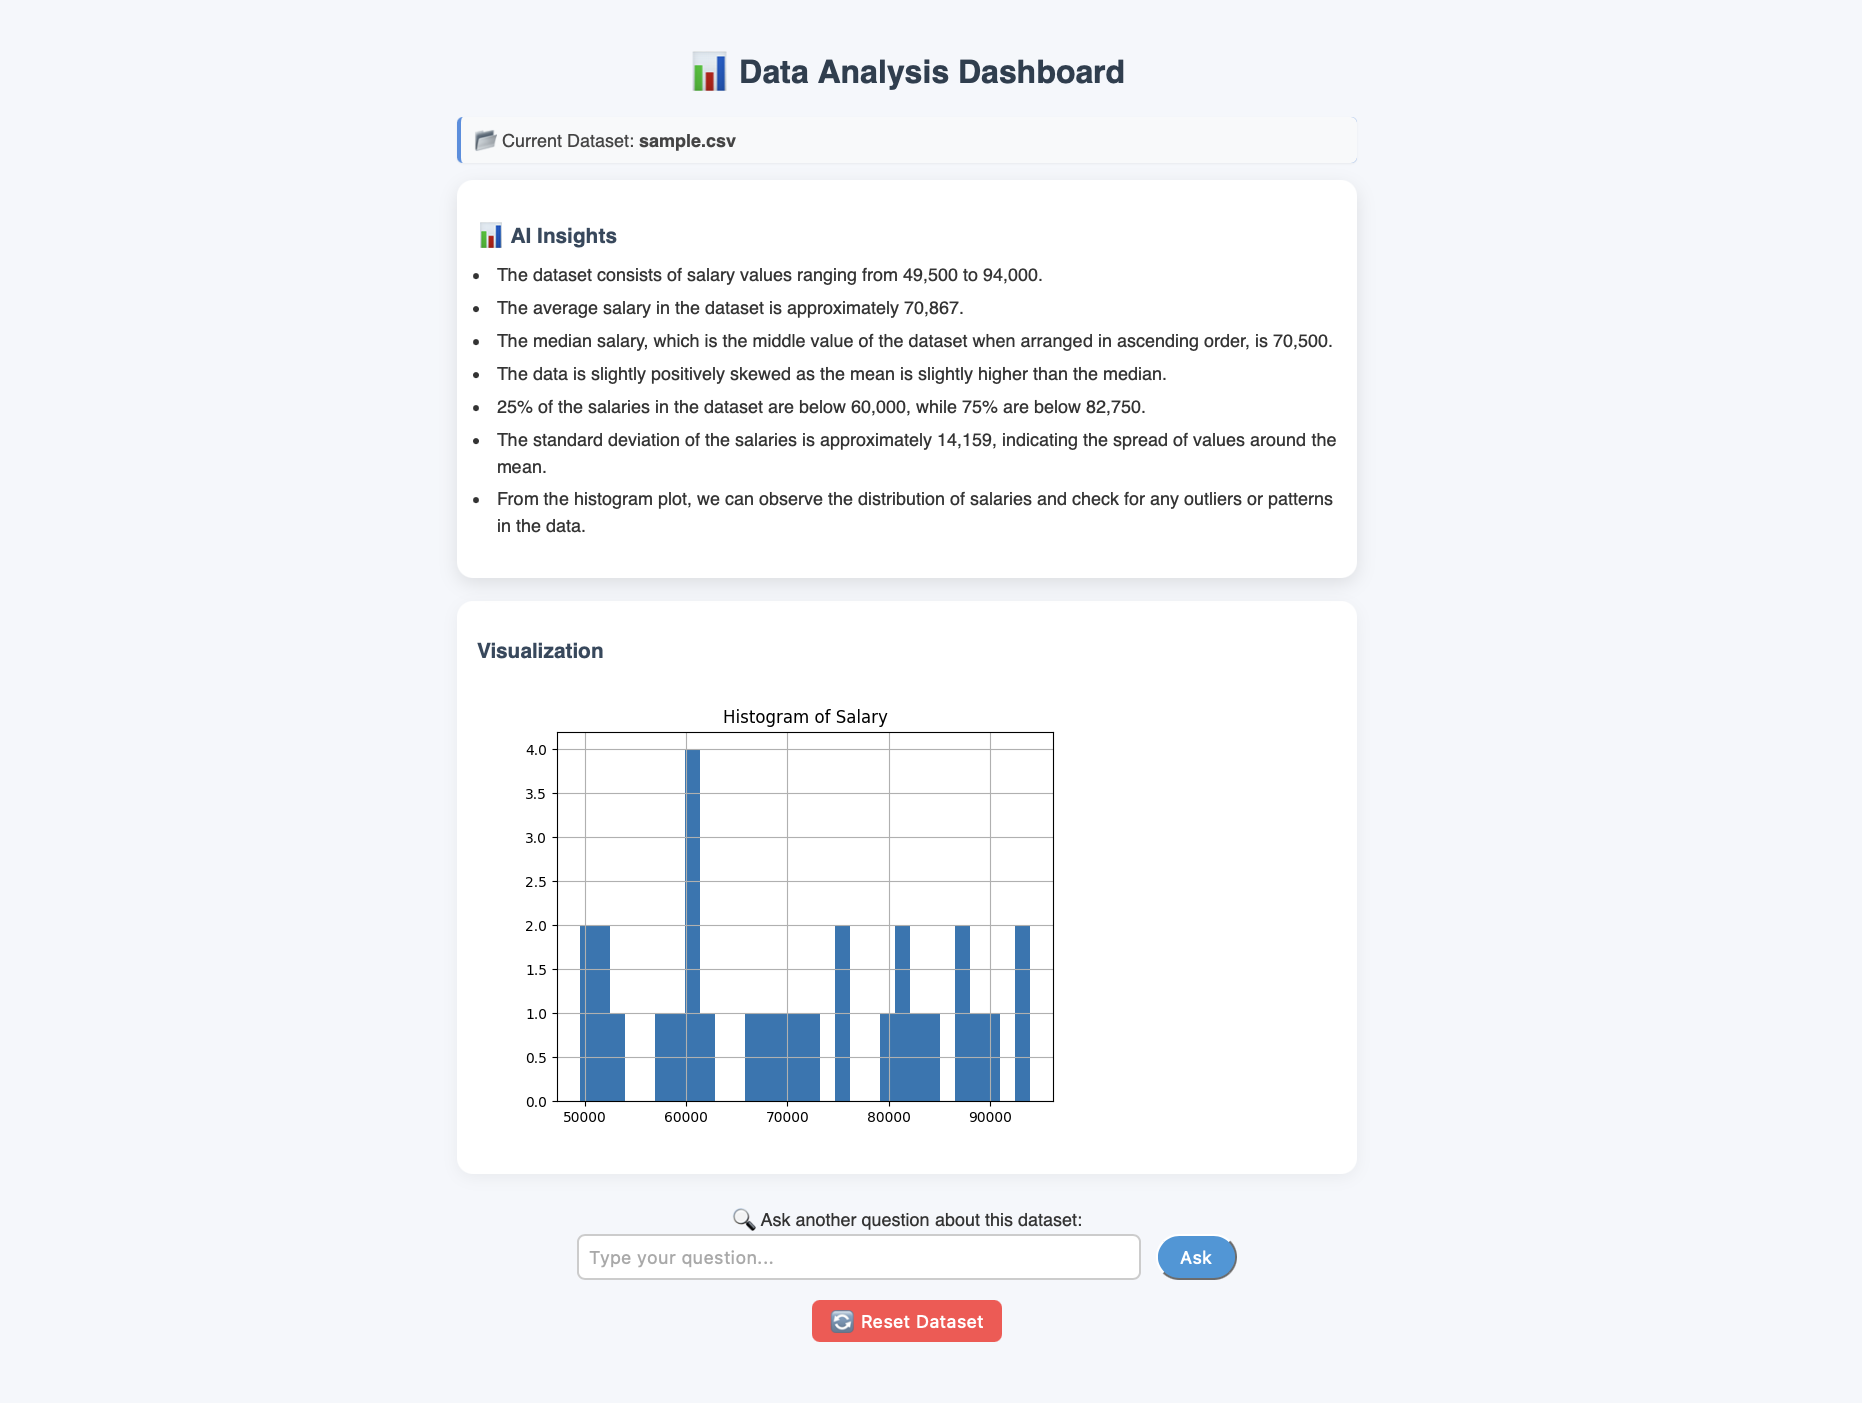 Data Analysis Dashboard
Current Dataset: sample.csv
AI Insights
The dataset consists of salary values ranging from 49,500 to 94,000.
The average salary in the dataset is approximately 70,867.
The median salary, which is the middle value of the dataset when arranged in ascending order, is 70,500.
The data is slightly positively skewed as the mean is slightly higher than the median.
25% of the salaries in the dataset are below 60,000, while 75% are below 82,750.
The standard deviation of the salaries is approximately 14,159, indicating the spread of values around the
mean.
From the histogram plot, we can observe the distribution of salaries and check for any outliers or patterns
in the data.
Visualization
Histogram of Salary
4.0
3.5
3.0
2.5
2.0
1.5
1.0
0.5
0.0
50000 60000 70000 80000 90000
Ask another question about this dataset:
Type your question...
Ask
Reset Dataset